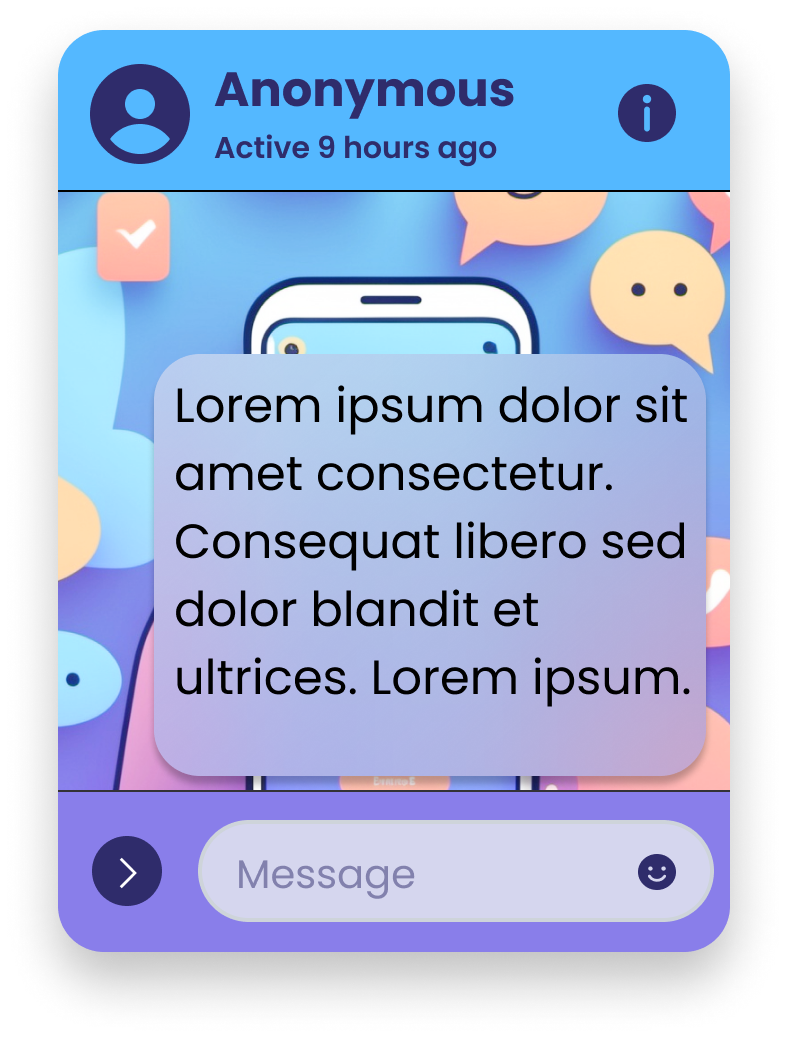 Anonymous
Active 9 hours ago
Lorem ipsum dolor sit
amet consectetur.
Consequat libero sed
dolor blandit et
ultrices. Lorem ipsum.
Message